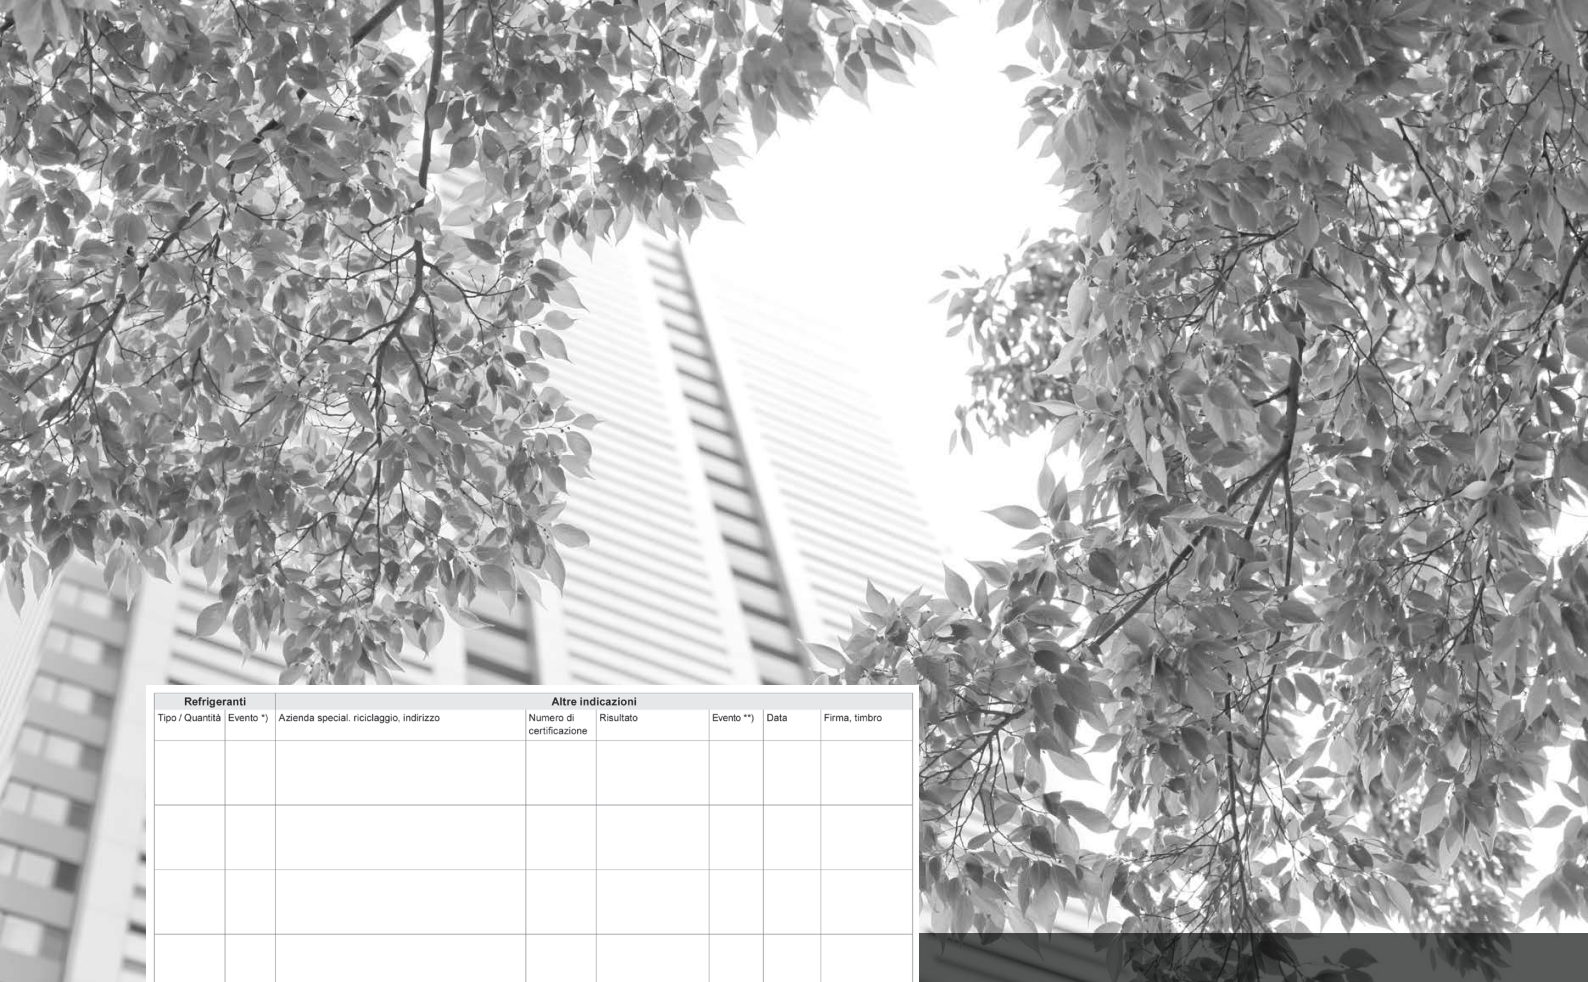 Refrigeranti Altre indicazioni
Tipo / Quantità Evento *) Azienda special. riciclaggio, indirizzo Numero di Risultato Evento **) Data Firma, timbro
certificazione